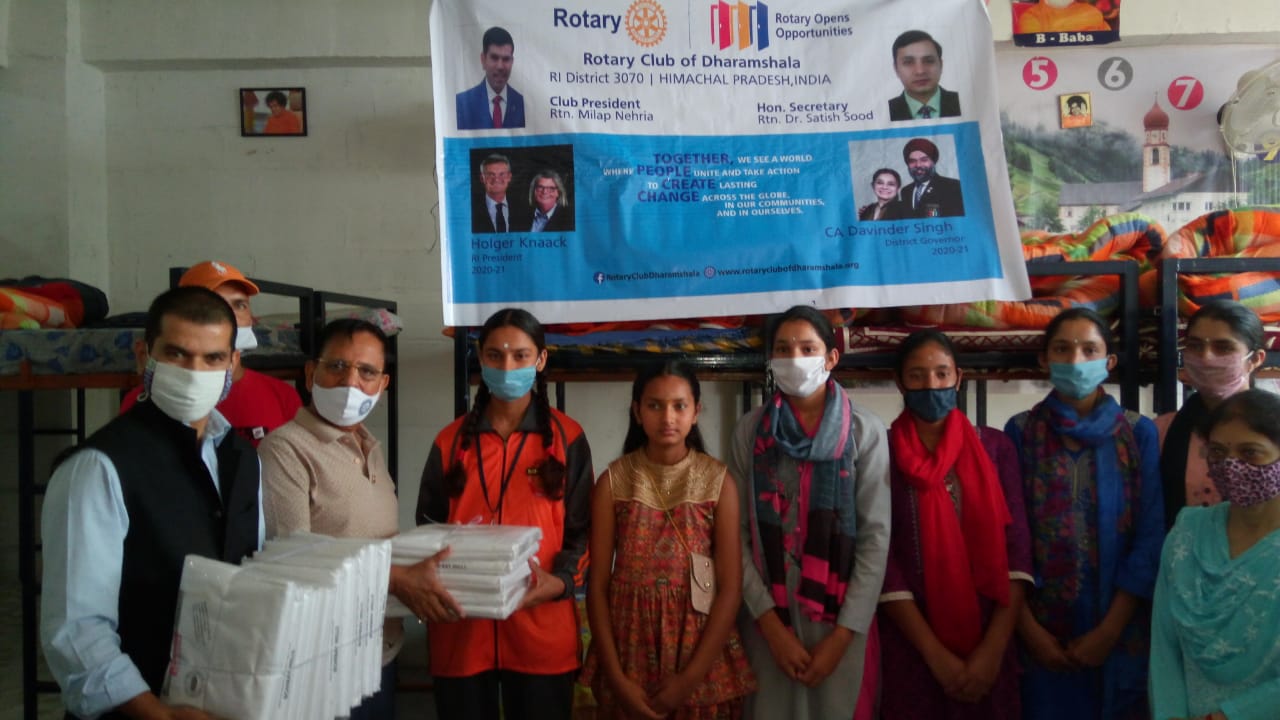 Rotary
Rotary Opens
Opportunities
Rotary Club of Dharamshala
RI District 3070 | HIMACHAL PRADESH,INDIA
Club President
Rtn. Milap Nehria
Hon. Secretary
Rtn. Dr. Satish Sood
TOGETHER, WE SEE A WORLD
WHERE PEOPLE UNITE AND TAKE ACTION
TO CREATE LASTING
CHANGE ACROSS THE GLOBE,
IN OUR COMMUNITIES,
AND IN OURSELVES.
Holger Knaack
RI President
2020-21
CA Davinder Singh
District Governor
2020-21
RotaryClubDharamshala
www.rotaryclubofdharamshala.org
B - Baba
5
6
7